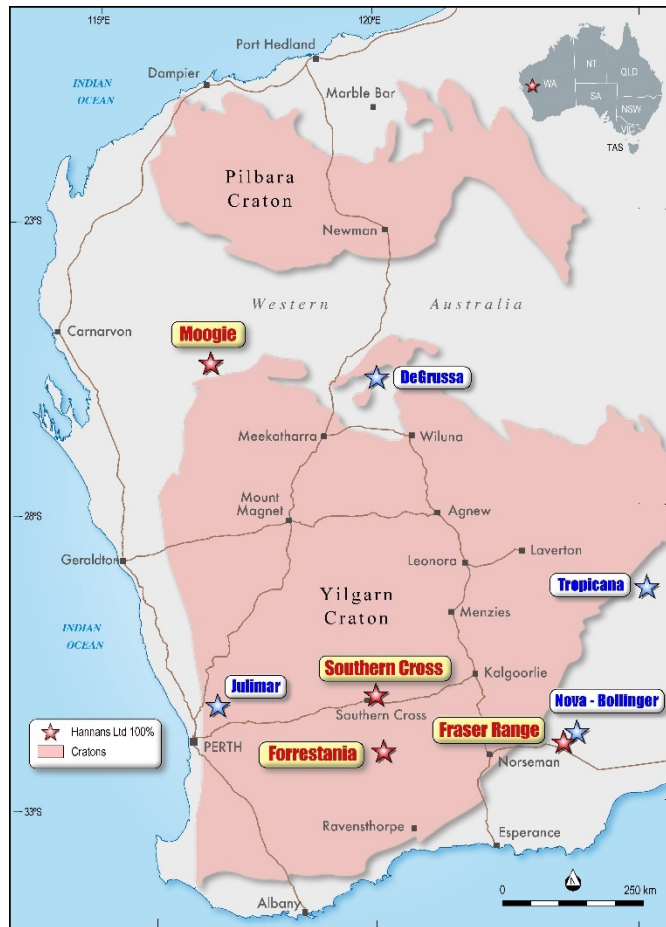 115°E
120°E
Port Hedland
Dampier
INDIAN
OCEAN
Marble Bar
NT
QLD
WA
SA
NSW
VIC
TAS
Pilbara
Craton
23°S
Newman
Western Australia
Carnarvon
Moogie
DeGrussa
Meekatharra
Wiluna
Mount
Magnet
28°S
Agnew
Geraldton
Leonora
Laverton
Tropicana
Yilgarn
Craton
Menzies
INDIAN
OCEAN
Southern Cross
Kalgoorlie
Julimar
Southern Cross
Nova - Bollinger
Hannans Ltd 100%
Cratons
PERTH
Forrestania
Fraser Range
Norseman
33°S
Ravensthorpe
Esperance
Albany
0 250 km